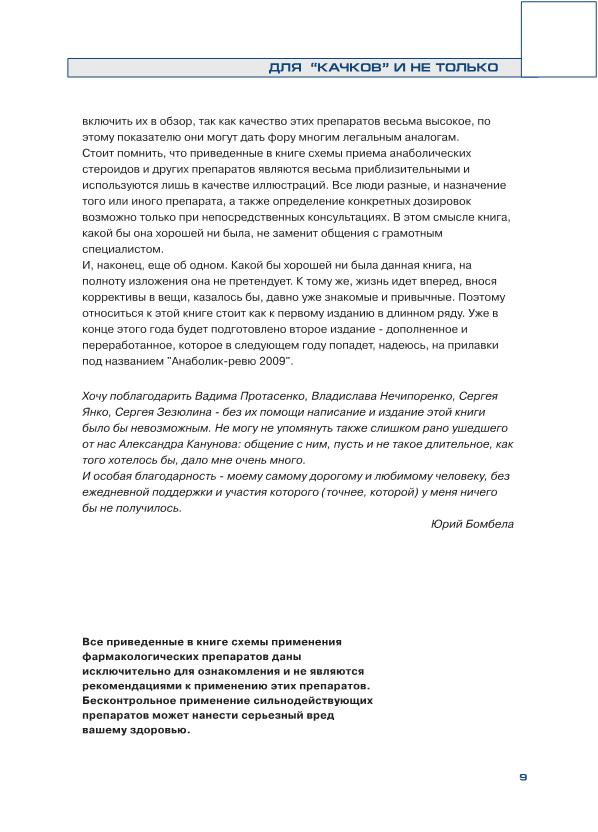 ДЛЯ "КАЧКОВ" И НЕ ТОЛЬКО
включить их в обзор, так как качество этих препаратов весьма высокое, по
этому показателю они могут дать фору многим легальным аналогам.
Стоит помнить, что приведенные в книге схемы приема анаболических
стероидов и других препаратов являются весьма приблизительными и
используются лишь в качестве иллюстраций. Все люди разные, и назначение
того или иного препарата, а также определение конкретных дозировок
возможно только при непосредственных консультациях. В этом смысле книга,
какой бы она хорошей ни была, не заменит общения с грамотным
специалистом.
И, наконец, еще об одном. Какой бы хорошей ни была данная книга, на
полноту изложения она не претендует. К тому же, жизнь идет вперед, внося
коррективы в вещи, казалось бы, давно уже знакомые и привычные. Поэтому
относиться к этой книге стоит как к первому изданию в длинном ряду. Уже в
конце этого года будет подготовлено второе издание - дополненное и
переработанное, которое в следующем году попадет, надеюсь, на прилавки
под названием "Анаболик-ревю 2009".
Хочу поблагодарить Вадима Протасенко, Владислава Нечипоренко, Сергея
Янко, Сергея Зезюлина - без их помощи написание и издание этой книги
было бы невозможным. Не могу не упомянуть также слишком рано ушедшего
от нас Александра Канунова: общение с ним, пусть и не такое длительное, как
того хотелось бы, дало мне очень много.
И особая благодарность - моему самому дорогому и любимому человеку, без
ежедневной поддержки и участия которого (точнее, которой) у меня ничего
бы не получилось.
Юрий Бомбела
Все приведенные в книге схемы применения
фармакологических препаратов даны
исключительно для ознакомления и не являются
рекомендациями к применению этих препаратов.
Бесконтрольное применение сильнодействующих
препаратов может нанести серьезный вред
вашему здоровью.
9